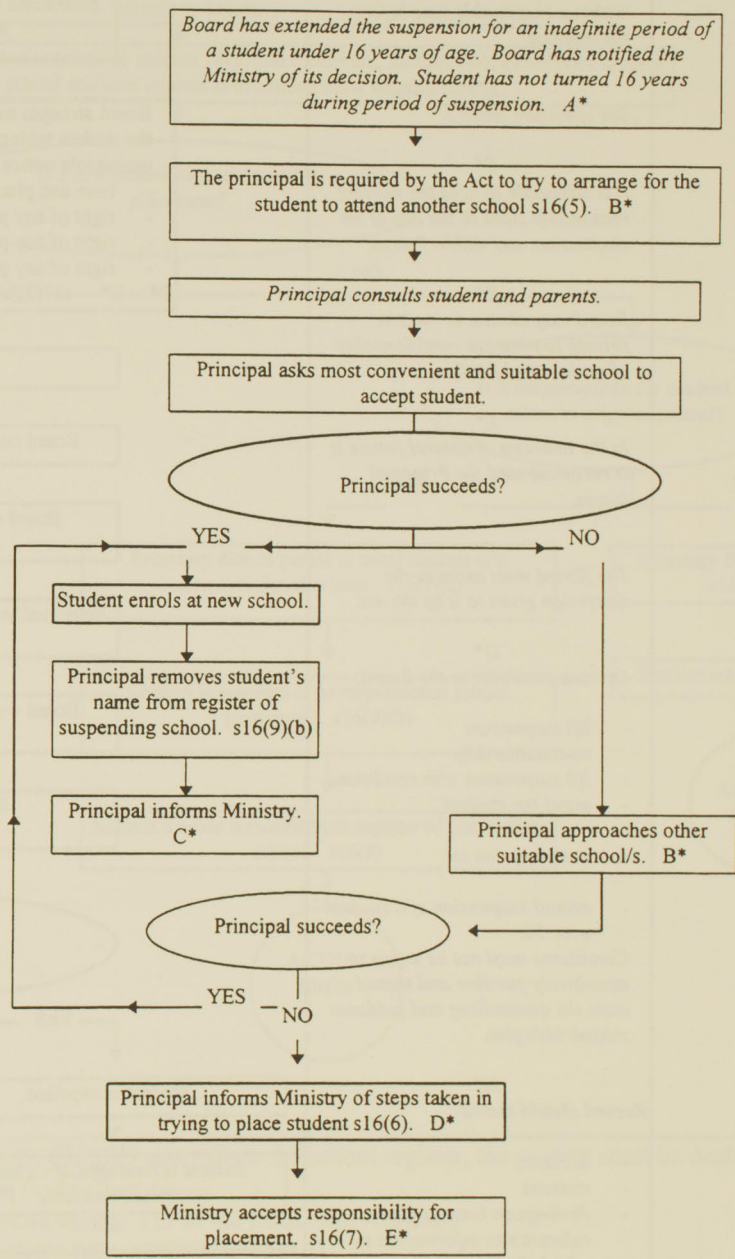 Board has extended the suspension for an indefinite period of
a student under 16 years of age. Board has notified the
Ministry of its decision. Student has not turned 16 years
during period of suspension. A*
The principal is required by the Act to try to arrange for the
student to attend another school s16(5). B*
Principal consults student and parents.
Principal asks most convenient and suitable school to
accept student.
Principal succeeds?
YES
NO
Student enrols at new school.
Principal removes student's
name from register of
suspending school. s16(9)(b)
Principal informs Ministry.
C*
Principal approaches other
suitable school/s. B*
Principal succeeds?
YES
NO
Principal informs Ministry of steps taken in
trying to place student s16(6). D*
Ministry accepts responsibility for
placement. s16(7). E*